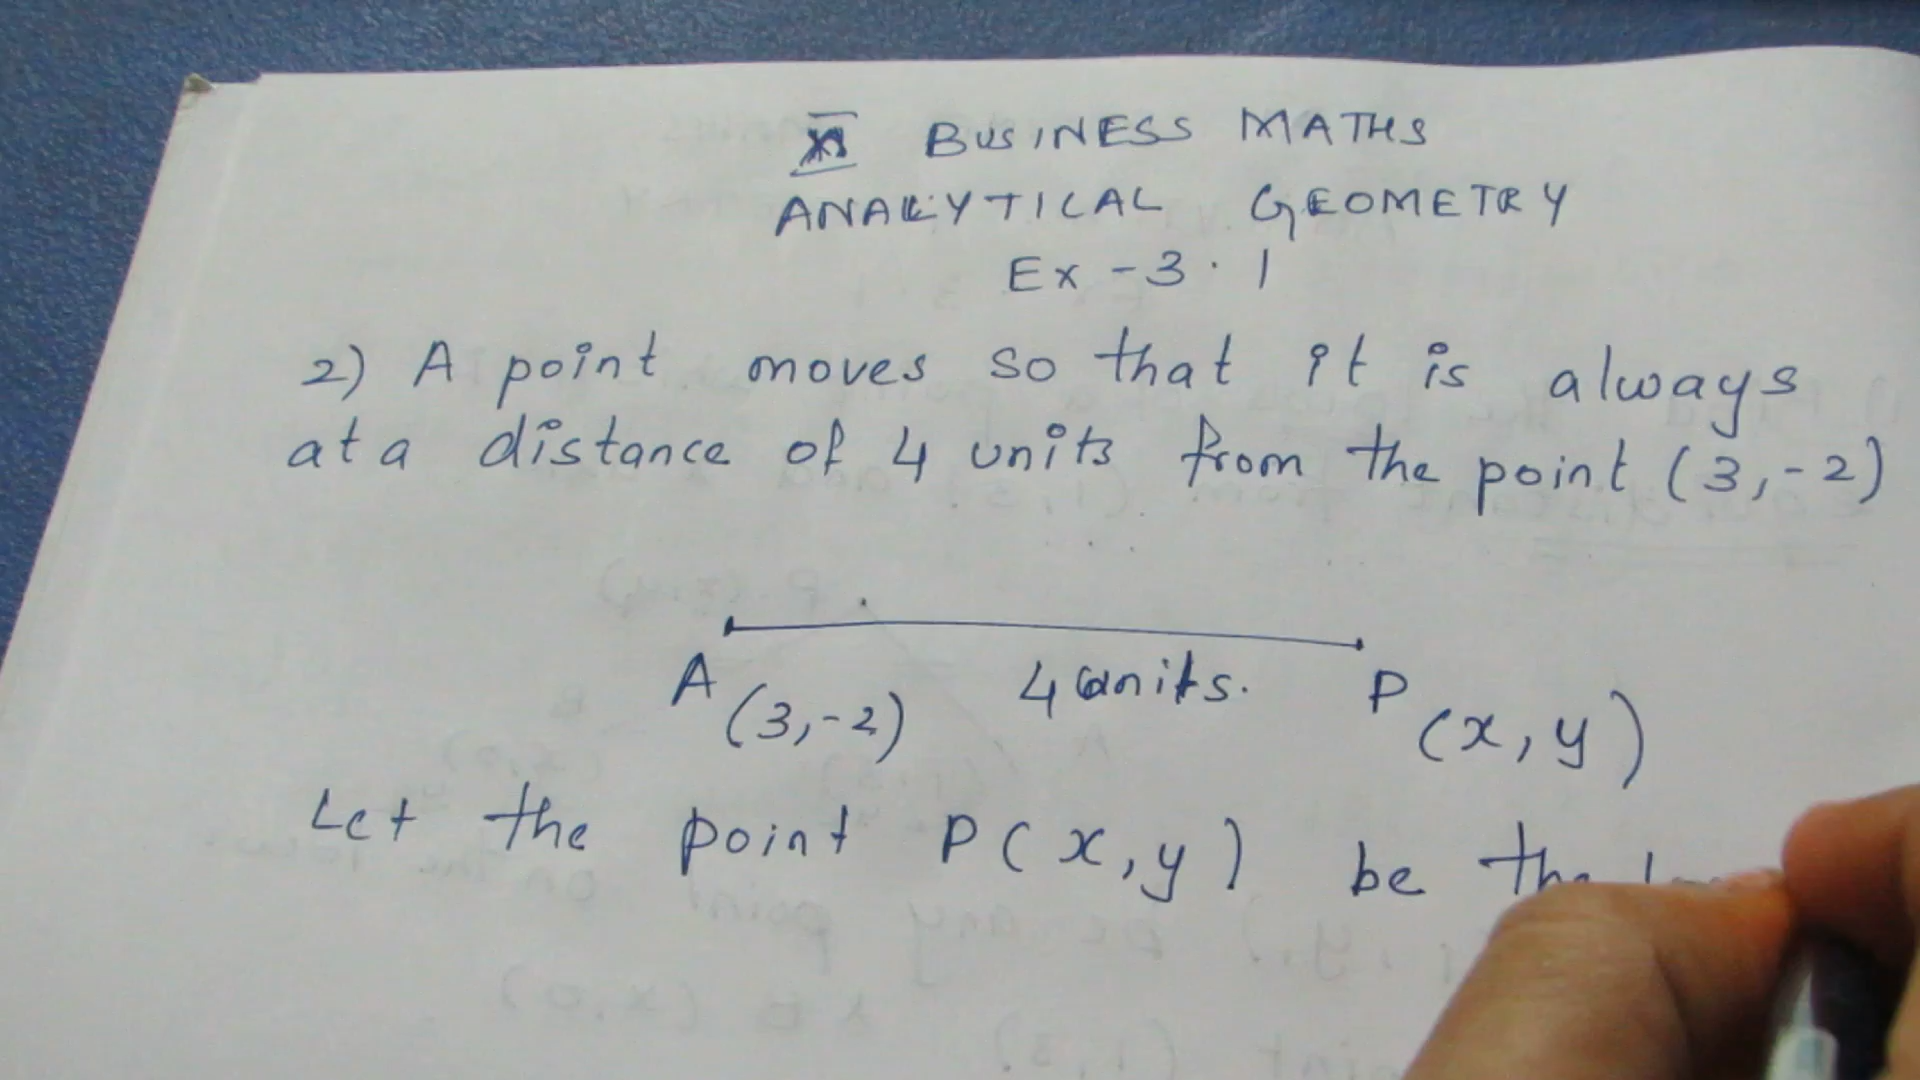 XI BUSINESS MATHS
ANALYTICAL GEOMETRY
Ex - 3.1
2) A point moves so that it is always
at a distance of 4 units from the point (3,-2)
A (3,-2) 4 units. P (x, y)
Let the point P(x,y) be the